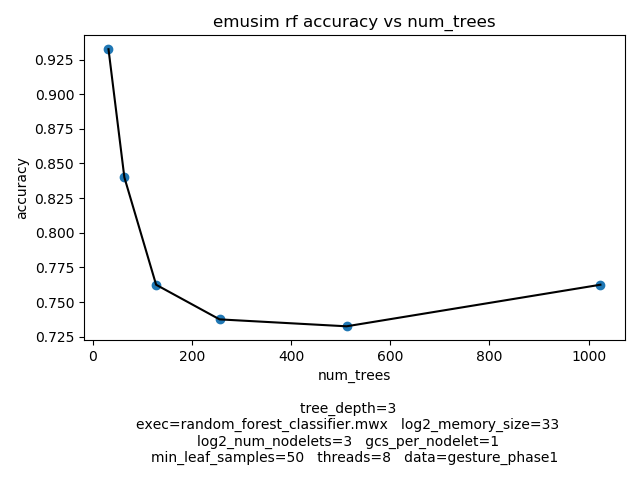 emusim rf accuracy vs num_trees
accuracy
0.925
0.900
0.875
0.850
0.825
0.800
0.775
0.750
0.725
0 200 400 600 800 1000
num_trees
tree_depth=3
exec=random_forest_classifier.mwx log2_memory_size=33
log2_num_nodelets=3 gcs_per_nodelet=1
min_leaf_samples=50 threads=8 data=gesture_phase1